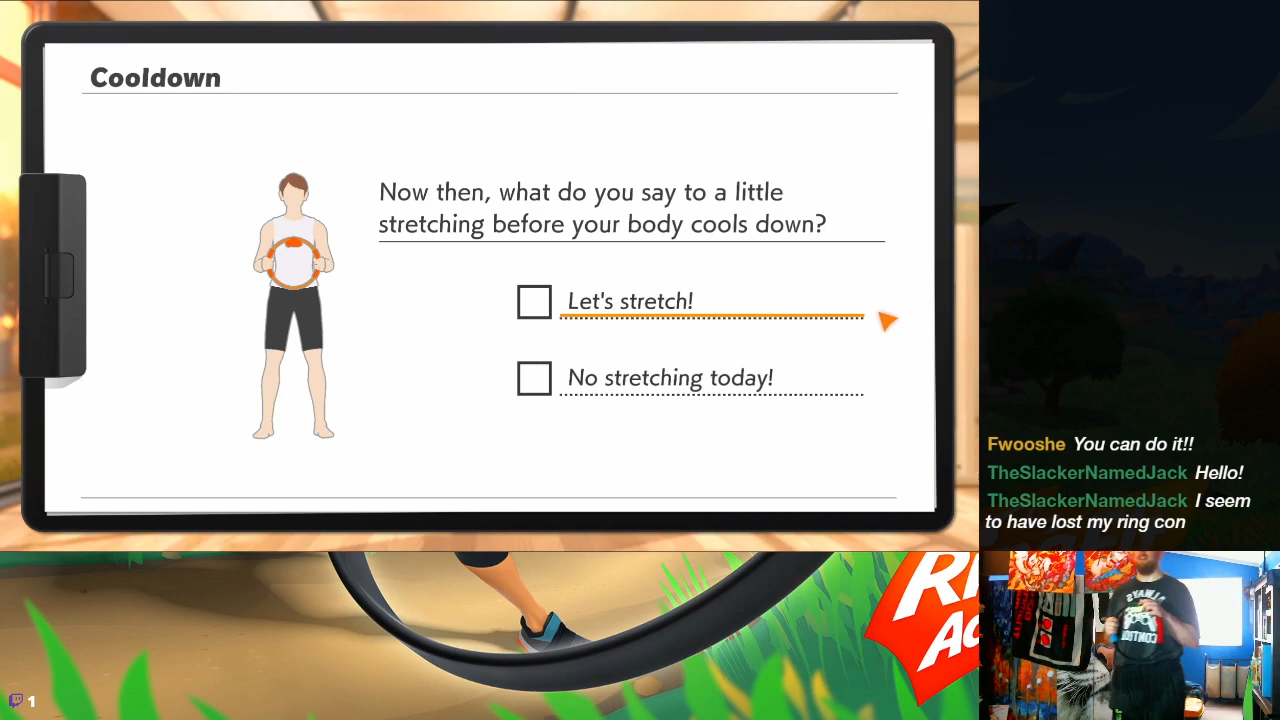 Cooldown
Now then, what do you say to a little
stretching before your body cools down?
Let's stretch!
No stretching today!
Fwooshe You can do it!!
TheSlackerNamedJack Hello!
TheSlackerNamedJack I seem
to have lost my ring con
1